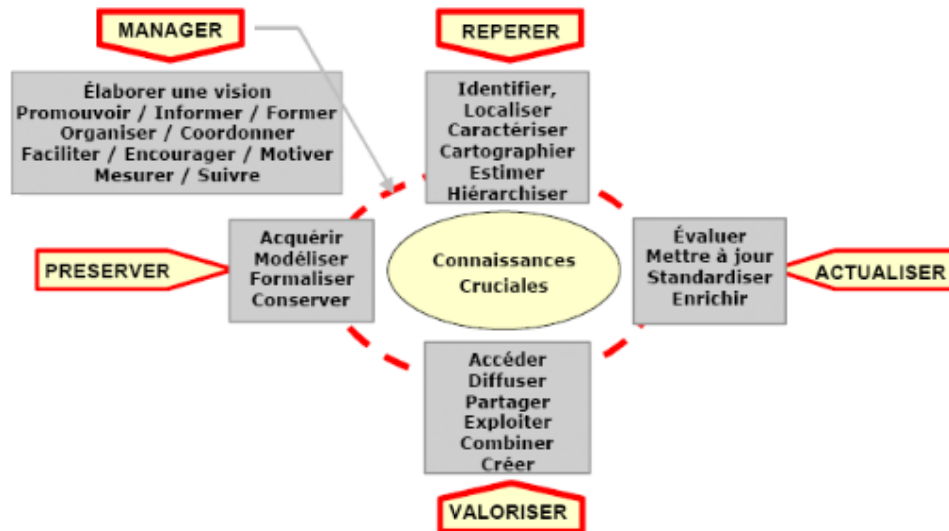 MANAGER
Élaborer une vision
Promouvoir / Informer / Former
Organiser / Coordonner
Faciliter / Encourager / Motiver
Mesurer / Suivre
REPERER
Identifier,
Localiser
Caractériser
Cartographier
Estimer
Hiérarchiser
PRESERVER
Acquérir
Modéliser
Formaliser
Conserver
Connaissances
Cruciales
Évaluer
Mettre à jour
Standardiser
Enrichir
ACTUALISER
Accéder
Diffuser
Partager
Exploiter
Combiner
Créer
VALORISER